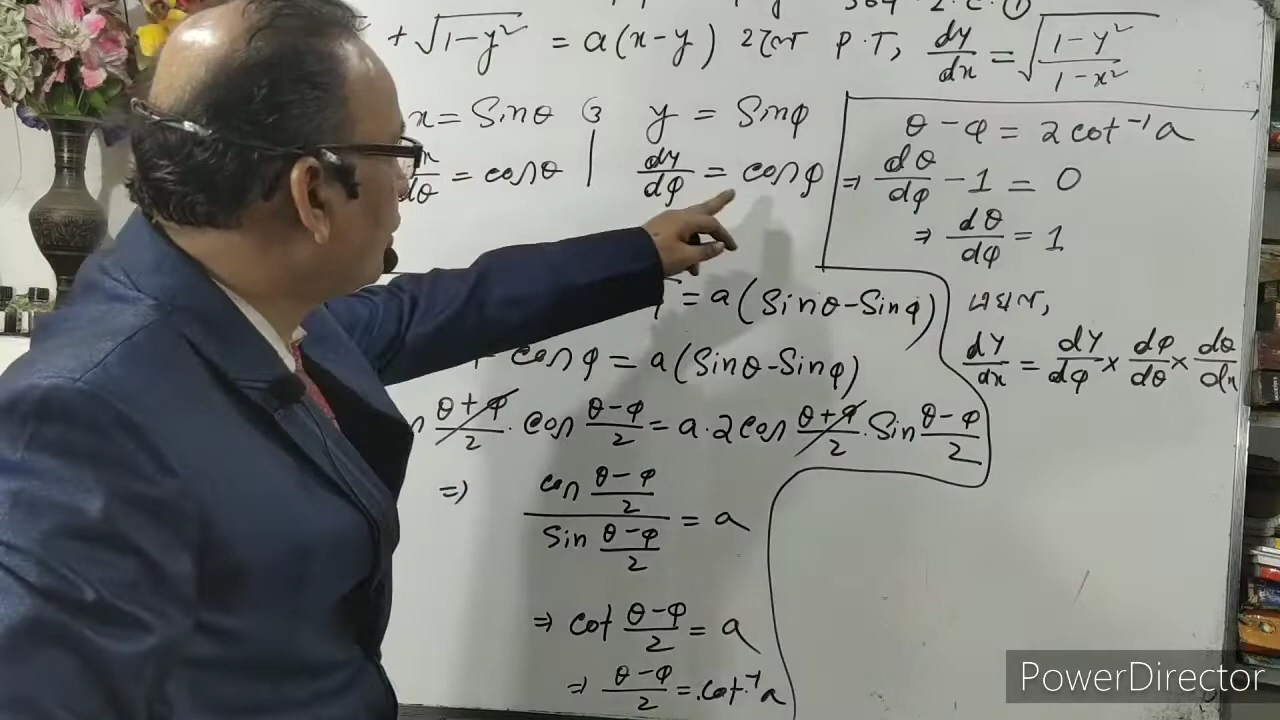 + √(1-y²) = a(x-y) হলে P.T, dy/dx = √((1-y²)/(1-x²))
x = Sinθ ও y = Sinφ
dx/dθ = cosθ | dy/dφ = cosφ
= a(Sinθ-Sinφ)
+ cosφ = a(Sinθ-Sinφ)
θ+φ/2 . cos θ-φ/2 = a.2cos θ+φ/2 . Sin θ-φ/2
⇒ cos θ-φ/2 / Sin θ-φ/2 = a
⇒ cot θ-φ/2 = a
⇒ θ-φ/2 = cot⁻¹a
θ-φ = 2cot⁻¹a
⇒ dθ/dφ - 1 = 0
⇒ dθ/dφ = 1
এখন,
dy/dx = dy/dφ × dφ/dθ × dθ/dx
PowerDirector